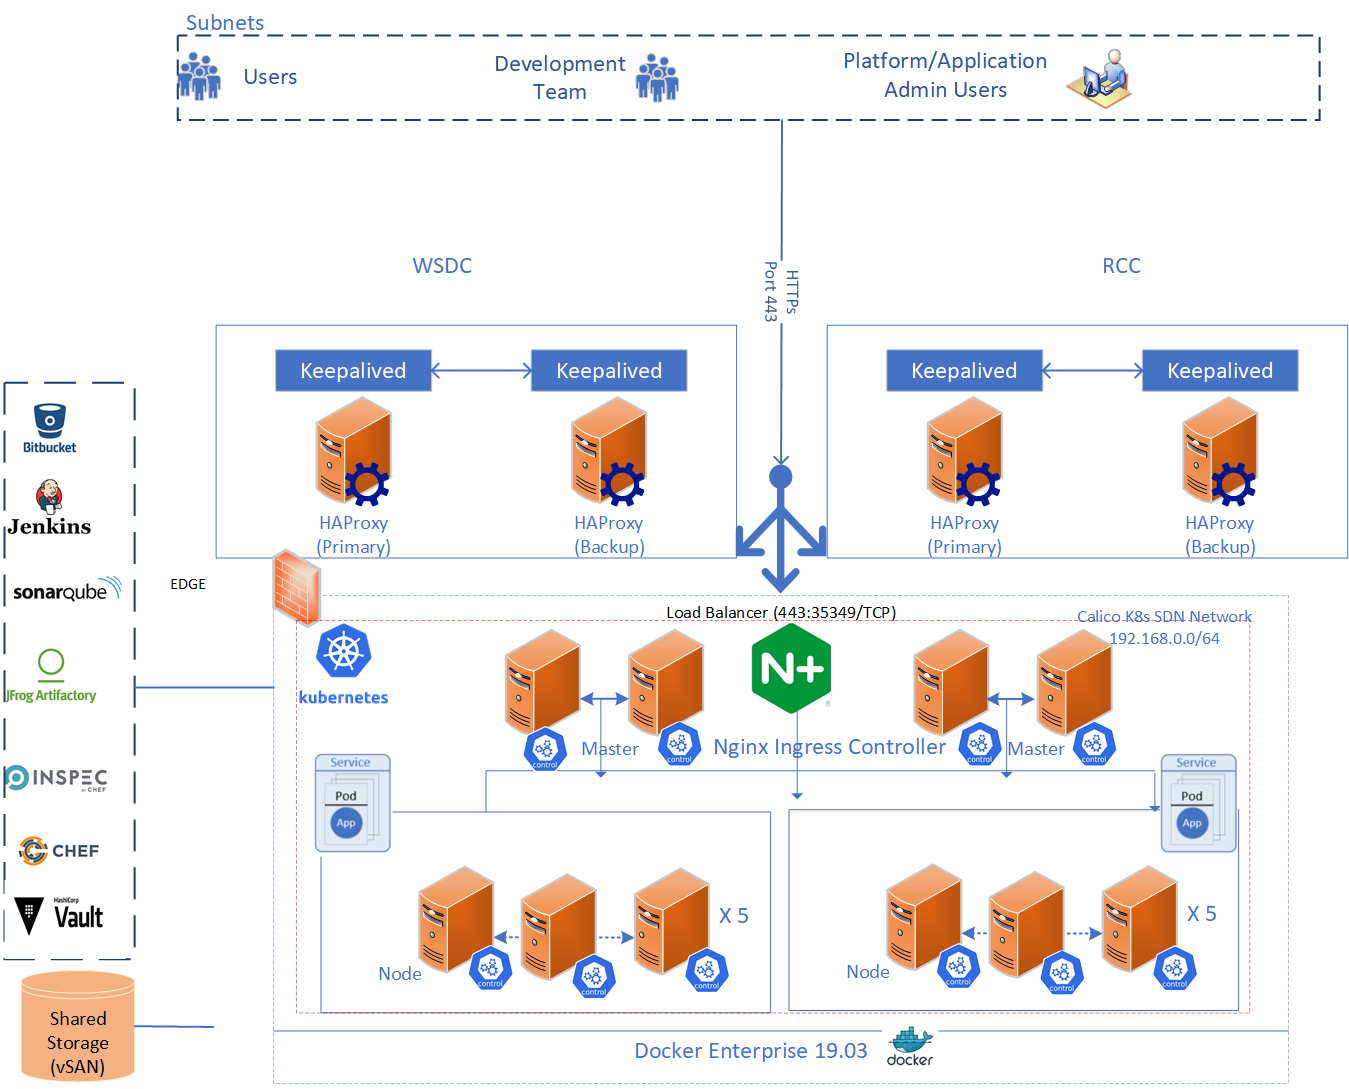 Subnets
Users
Development
Team
Platform/Application
Admin Users
HTTPs
Port 443
WSDC
RCC
Keepalived
Keepalived
Keepalived
Keepalived
HAProxy
(Primary)
HAProxy
(Backup)
HAProxy
(Primary)
HAProxy
(Backup)
Bitbucket
Jenkins
sonarqube
JFrog Artifactory
INSPEC
BY CHEF
CHEF
HashiCorp
Vault
Shared
Storage
(vSAN)
EDGE
Load Balancer (443:35349/TCP)
Calico K8s SDN Network
192.168.0.0/64
kubernetes
N+
®
control
Master
control
Nginx Ingress Controller
control
Master
control
Service
Pod
App
Service
Pod
App
X 5
Node
control
control
control
X 5
Node
control
control
control
Docker Enterprise 19.03
docker